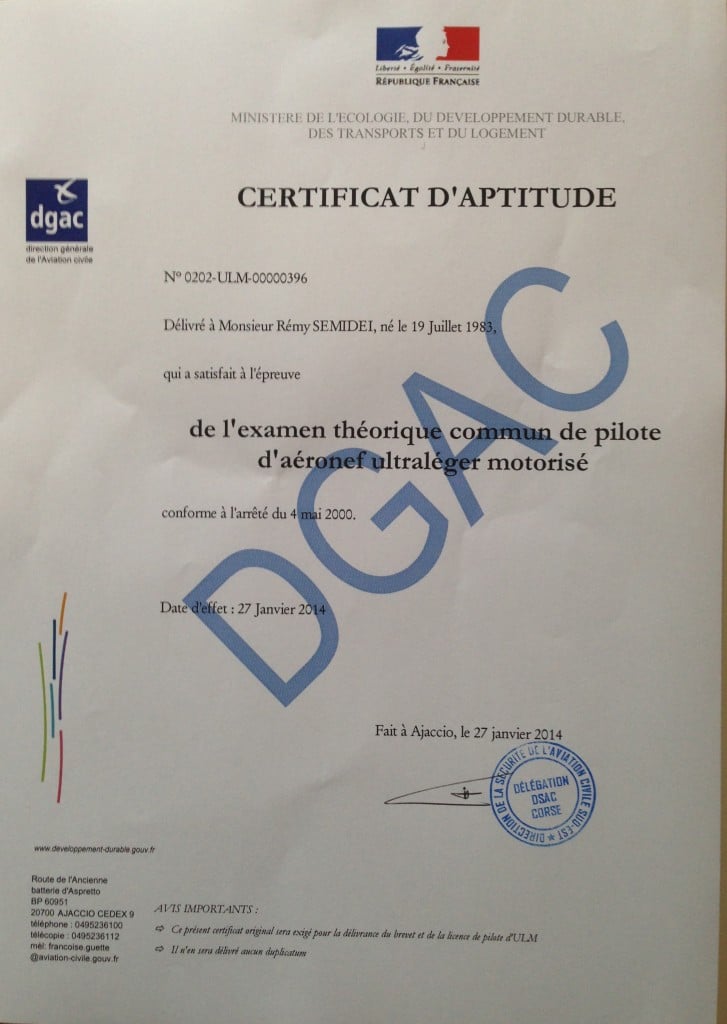 Liberté • Égalité • Fraternité
RÉPUBLIQUE FRANÇAISE
MINISTERE DE L'ECOLOGIE, DU DEVELOPPEMENT DURABLE,
DES TRANSPORTS ET DU LOGEMENT
CERTIFICAT D'APTITUDE
dgac
direction générale
de l'Aviation civile
N° 0202-ULM-00000396
Délivré à Monsieur Rémy SEMIDEI, né le 19 Juillet 1983,
qui a satisfait à l'épreuve
de l'examen théorique commun de pilote
d'aéronef ultraléger motorisé
conforme à l'arrêté du 4 mai 2000.
DGAC
Date d'effet : 27 Janvier 2014
Fait à Ajaccio, le 27 janvier 2014
DIRECTION DE LA SÉCURITÉ DE L'AVIATION CIVILE SUD-EST
DÉLÉGATION
DSAC
CORSE
www.developpement-durable.gouv.fr
Route de l'Ancienne
batterie d'Aspretto
BP 60951
20700 AJACCIO CEDEX 9
téléphone : 0495236100
télécopie : 0495236112
mèl: francoise.guette
@aviation-civile.gouv.fr
AVIS IMPORTANTS :
⇨ Ce présent certificat original sera exigé pour la délivrance du brevet et de la licence de pilote d'ULM
⇨ Il n'en sera délivré aucun duplicatum